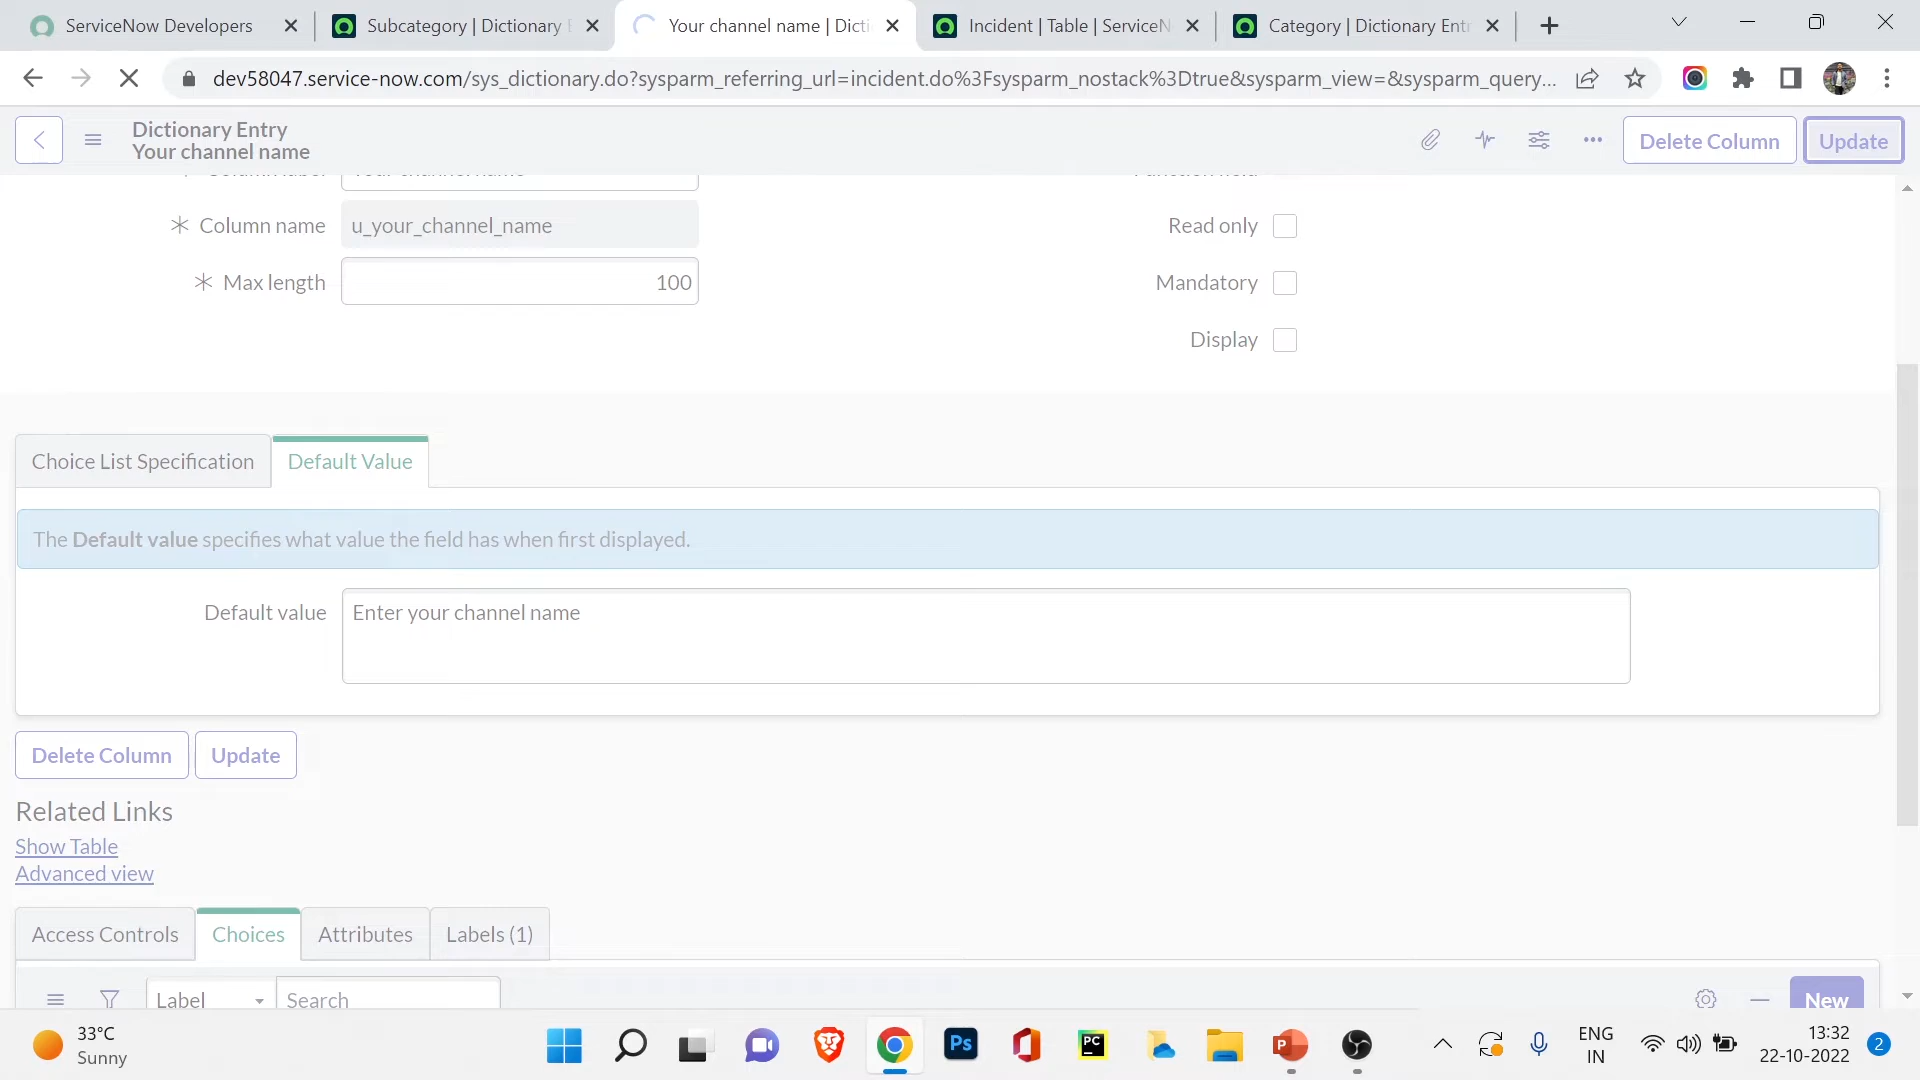 ServiceNow Developers
Subcategory | Dictionary E
Your channel name | Dicti
Incident | Table | ServiceN
Category | Dictionary Entr
dev58047.service-now.com/sys_dictionary.do?sysparm_referring_url=incident.do%3Fsysparm_nostack%3Dtrue&sysparm_view=&sysparm_query...
Dictionary Entry
Your channel name
Delete Column
Update
Column name
u_your_channel_name
Read only
Max length
100
Mandatory
Display
Choice List Specification
Default Value
The Default value specifies what value the field has when first displayed.
Default value
Enter your channel name
Delete Column
Update
Related Links
Show Table
Advanced view
Access Controls
Choices
Attributes
Labels (1)
Label
Search
New
33°C
Sunny
Ps
PC
P
ENG
IN
13:32
22-10-2022
2